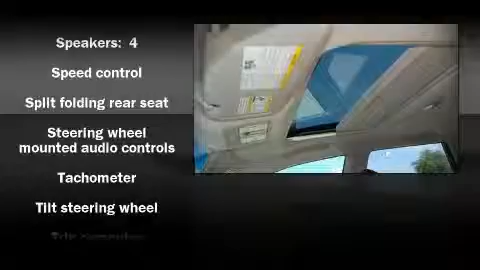 Speakers: 4
Speed control
Split folding rear seat
Steering wheel
mounted audio controls
Tachometer
Tilt steering wheel